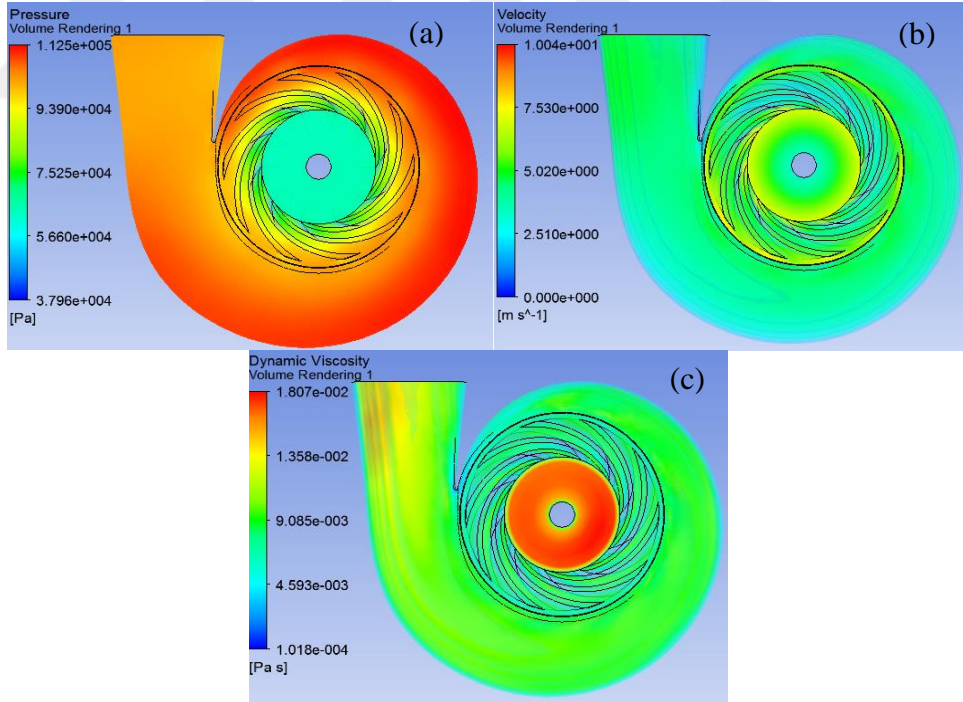 Pressure
Volume Rendering 1
(a)
1.125e+005
9.390e+004
7.525e+004
5.660e+004
3.796e+004
[Pa]
Velocity
Volume Rendering 1
(b)
1.004e+001
7.530e+000
5.020e+000
2.510e+000
0.000e+000
[m s^-1]
Dynamic Viscosity
Volume Rendering 1
(c)
1.807e-002
1.358e-002
9.085e-003
4.593e-003
1.018e-004
[Pa s]